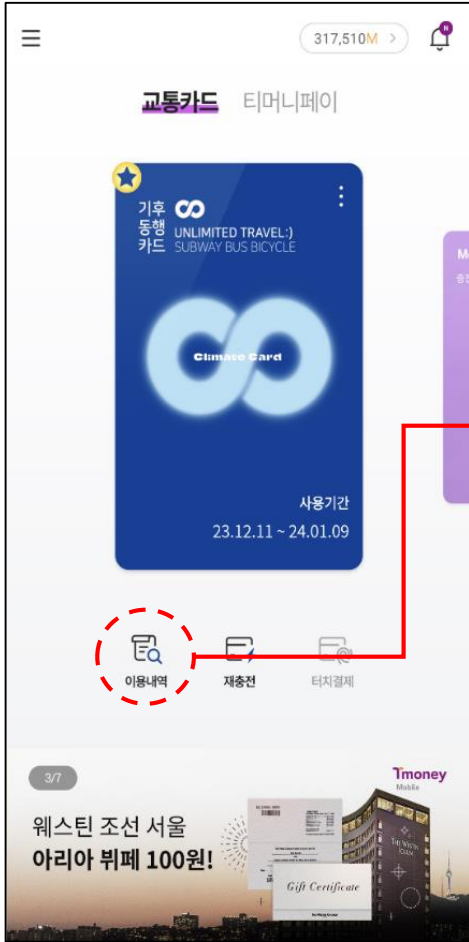 317,510M >
N
교통카드 티머니페이
기후
동행
카드
UNLIMITED TRAVEL:)
SUBWAY BUS BICYCLE
Climate Card
사용기간
23.12.11 ~ 24.01.09
이용내역 재충전 터치결제
3/7
Tmoney
Mobile
웨스틴 조선 서울
아리아 뷔페 100원!
Gift Certificate